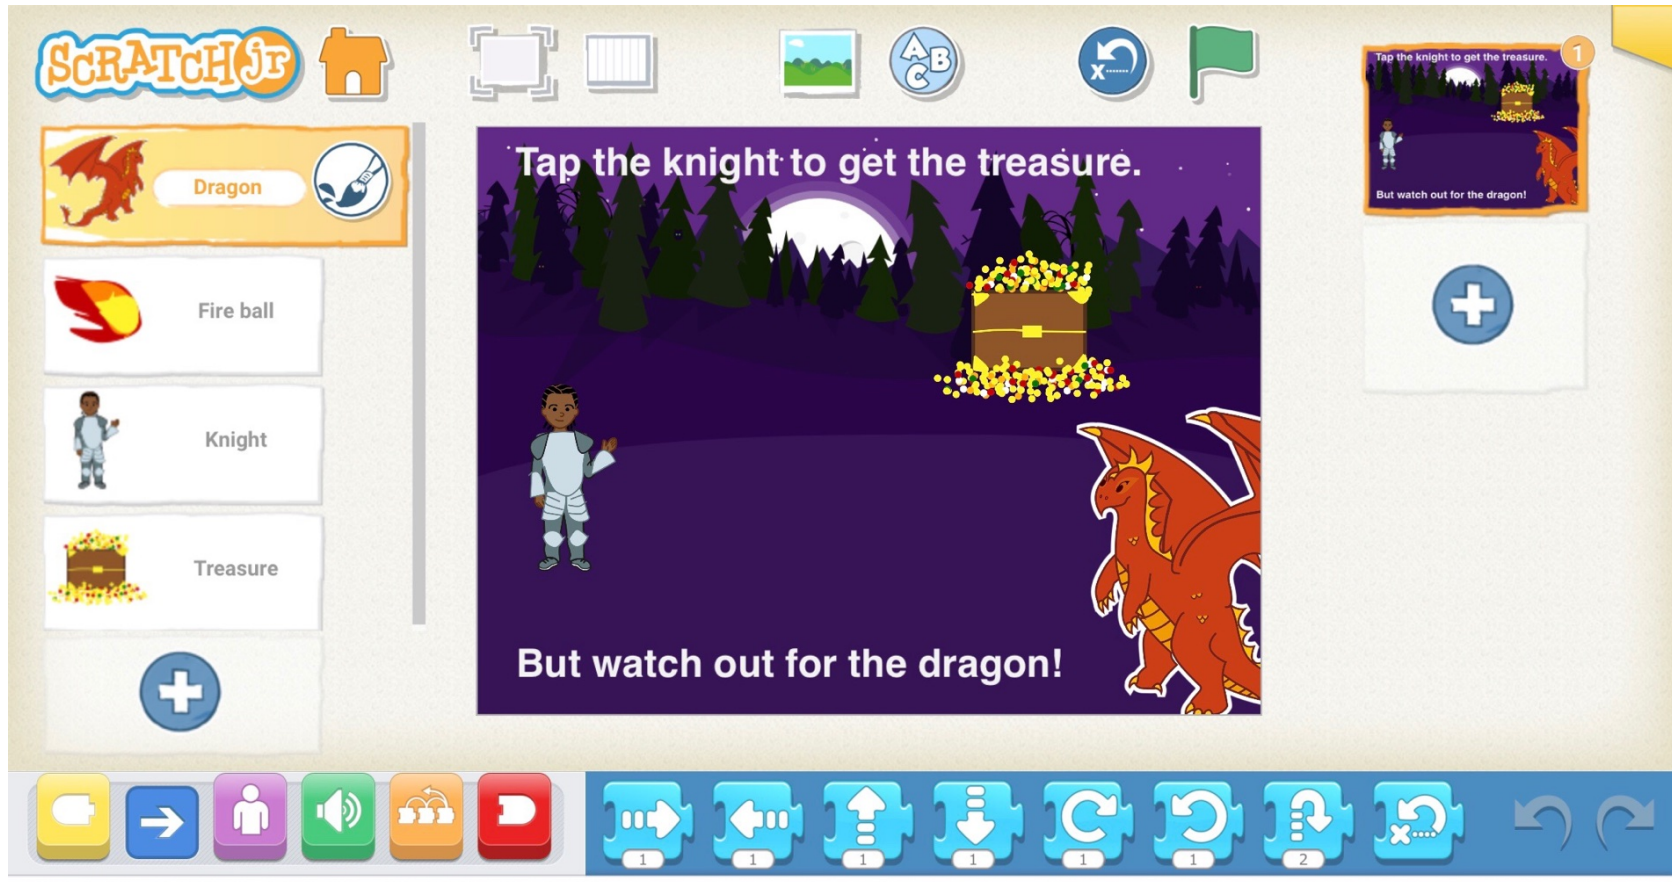 SCRATCH jr
A B C
x
1
Tap the knight to get the treasure.
But watch out for the dragon!
Dragon
Fire ball
Knight
Treasure
Tap the knight to get the treasure.
But watch out for the dragon!
1
1
1
1
1
1
2
x